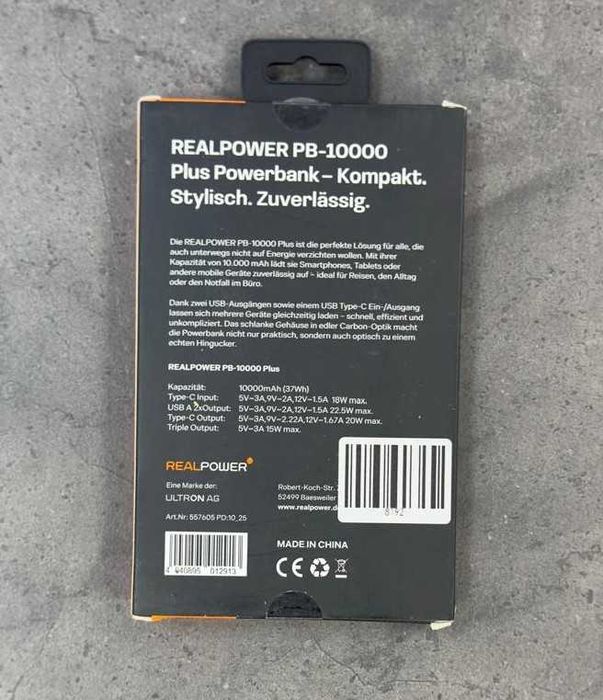 REALPOWER PB-10000
Plus Powerbank – Kompakt.
Stylisch. Zuverlässig.
Die REALPOWER PB-10000 Plus ist die perfekte Lösung für alle, die
auch unterwegs nicht auf Energie verzichten wollen. Mit ihrer
Kapazität von 10.000 mAh lädt sie Smartphones, Tablets oder
andere mobile Geräte zuverlässig auf – ideal für Reisen, den Alltag
oder den Notfall im Büro.
Dank zwei USB-Ausgängen sowie einem USB Type-C Ein-/Ausgang
lassen sich mehrere Geräte gleichzeitig laden – schnell, effizient und
unkompliziert. Das schlanke Gehäuse in edler Carbon-Optik macht
die Powerbank nicht nur praktisch, sondern auch optisch zu einem
echten Hingucker.
REALPOWER PB-10000 Plus
Kapazität: 10000mAh (37Wh)
Type-C Input: 5V-3A,9V-2A,12V-1.5A 18W max.
USB A 2xOutput: 5V-3A,9V-2A,12V-1.5A 22.5W max.
Type-C Output: 5V-3A,9V-2.22A,12V-1.67A 20W max.
Triple Output: 5V-3A 15W max.
REALPOWER
Eine Marke der:
ULTRON AG
Robert-Koch-Str.
52499 Baesweiler
www.realpower.d
Art.Nr: 557605 PD:10_25
8192
4 040895 012913
MADE IN CHINA
CE